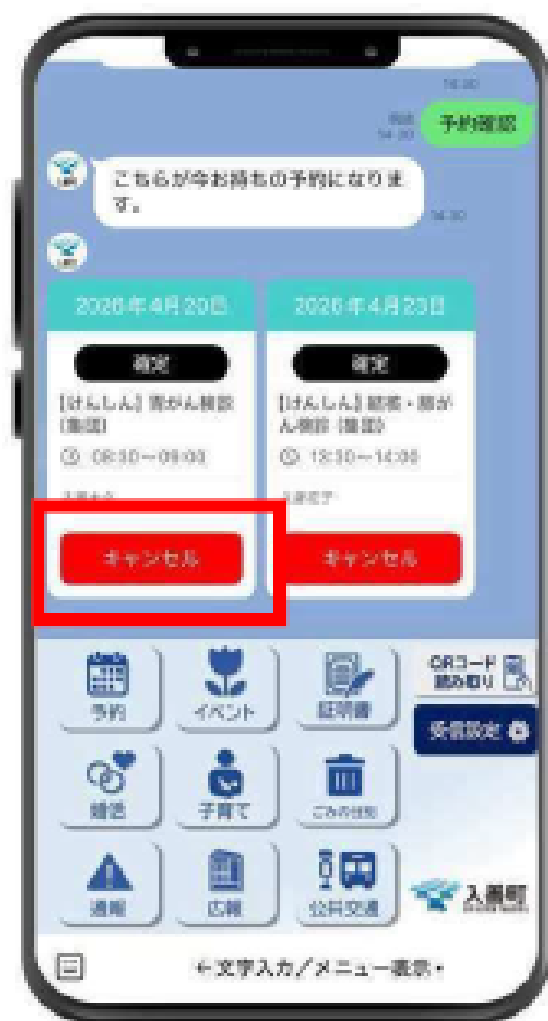 14:30
予約確認
14:30
こちらが今お持ちの予約になりま
す。
14:30
2026年4月20日
確定
【けんしん】胃がん検診
(集団)
08:30～09:00
キャンセル
2026年4月23日
確定
【けんしん】結核・肺が
ん検診 (集団)
13:30～14:00
キャンセル
予約
イベント
証明書
QRコード
読み取り
受信設定
婚活
子育て
ごみの分別
通報
広報
公共交通
入善町
←文字入力/メニュー表示・